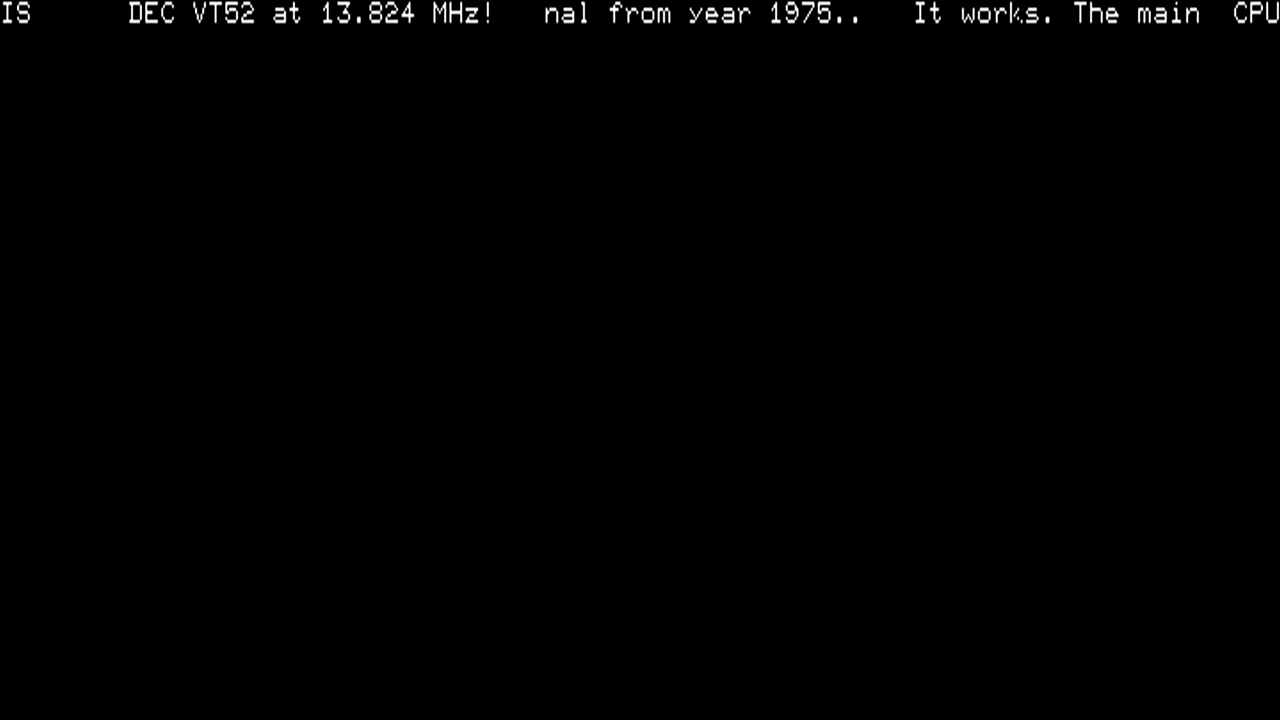 IS      DEC VT52 at 13.824 MHz!   nal from year 1975..   It works. The main  CPU